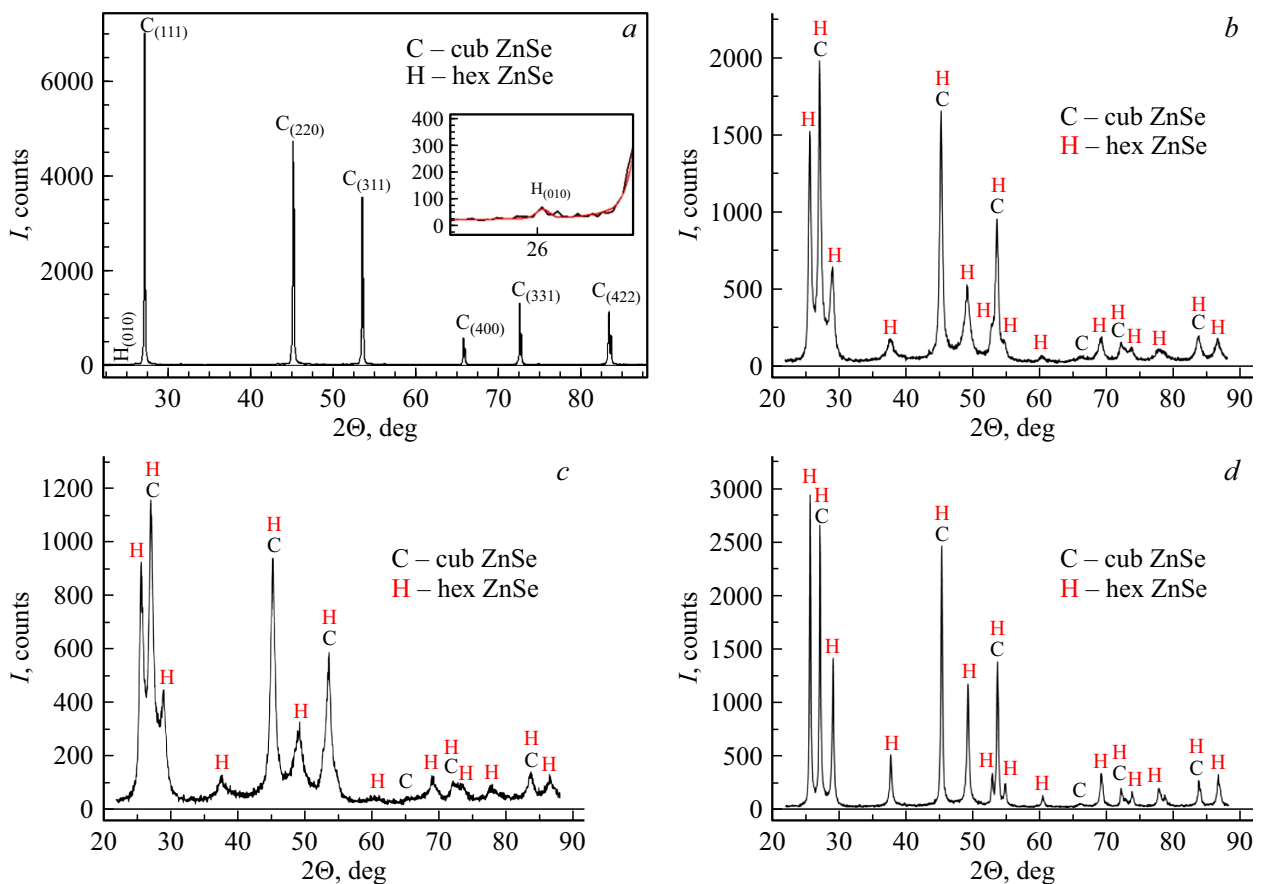 a
C(111)
C – cub ZnSe
H – hex ZnSe
C(220)
C(311)
H(010)
C(400)
C(331)
C(422)
H(010)
400
300
200
100
0
26
6000
4000
2000
0
I, counts
30 40 50 60 70 80
2Θ, deg
b
H
C
H
H
H
C
C – cub ZnSe
H – hex ZnSe
H
H
H
C
H
H
H
H
C
H
H
C
H
H
H
C
H
2000
1500
1000
500
0
I, counts
20 30 40 50 60 70 80 90
2Θ, deg
c
H
C
H
H
H
C
C – cub ZnSe
H – hex ZnSe
H
H
H
C
H
C
H
H
C
H
H
H
C
H
1200
1000
800
600
400
200
0
I, counts
20 30 40 50 60 70 80 90
2Θ, deg
d
H
H
C
H
H
H
C
C – cub ZnSe
H – hex ZnSe
H
H
H
C
H
H
C
H
H
C
H
H
H
C
H
3000
2500
2000
1500
1000
500
0
I, counts
20 30 40 50 60 70 80 90
2Θ, deg